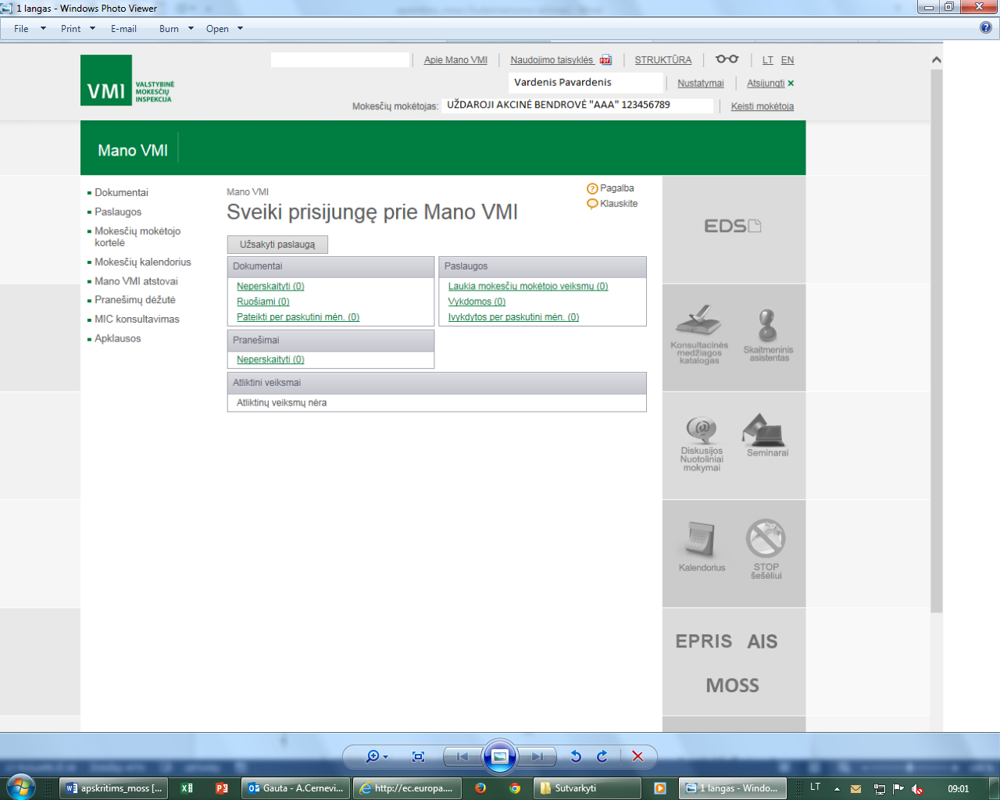 1 langas - Windows Photo Viewer
File Print E-mail Burn Open
Apie Mano VMI Naudojimo taisyklės PDF STRUKTŪRA LT EN
VMI VALSTYBINĖ
MOKESČIŲ
INSPEKCIJA
Vardenis Pavardenis Nustatymai Atsijungti
Mokesčių mokėtojas: UŽDAROJI AKCINĖ BENDROVĖ "AAA" 123456789 Keisti mokėtoją
Mano VMI
Dokumentai
Paslaugos
Mokesčių mokėtojo
kortelė
Mokesčių kalendorius
Mano VMI atstovai
Pranešimų dėžutė
MIC konsultavimas
Apklausos
Mano VMI
Pagalba
Klauskite
Sveiki prisijungę prie Mano VMI
Užsakyti paslaugą
Dokumentai
Neperskaityti (0)
Ruošiami (0)
Pateikti per paskutinį mėn. (0)
Paslaugos
Laukia mokesčių mokėtojo veiksmų (0)
Vykdomos (0)
Įvykdytos per paskutinį mėn. (0)
Pranešimai
Neperskaityti (0)
Atliktini veiksmai
Atliktinų veiksmų nėra
EDS
Konsultacinės
medžiagos
katalogas
Skaitmeninis
asistentas
Diskusijos
Nuotoliniai
mokymai
Seminarai
Kalendorius
STOP
šešėliui
EPRIS AIS
MOSS
apskritims_moss [... Gauta - A.Cernevi... http://ec.europa.... Sutvarkyti 1 langas - Windo... LT 09:01